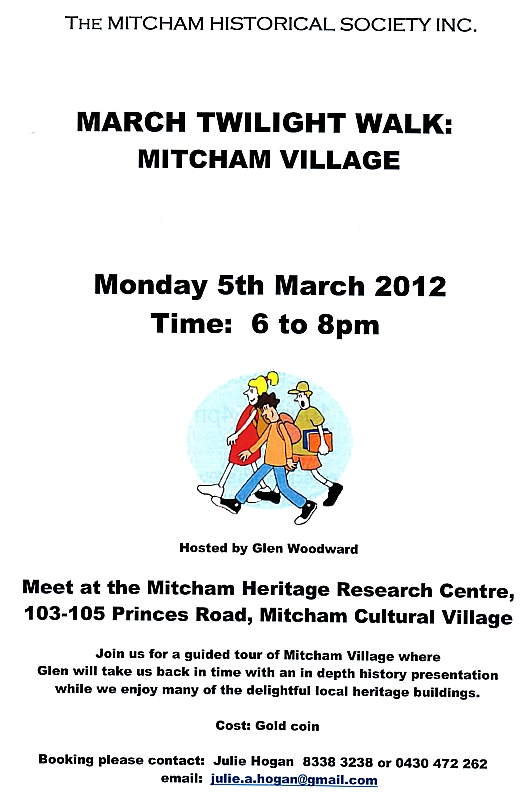 THE MITCHAM HISTORICAL SOCIETY INC.
MARCH TWILIGHT WALK:
MITCHAM VILLAGE
Monday 5th March 2012
Time: 6 to 8pm
Hosted by Glen Woodward
Meet at the Mitcham Heritage Research Centre,
103-105 Princes Road, Mitcham Cultural Village
Join us for a guided tour of Mitcham Village where
Glen will take us back in time with an in depth history presentation
while we enjoy many of the delightful local heritage buildings.
Cost: Gold coin
Booking please contact: Julie Hogan 8338 3238 or 0430 472 262
email: julie.a.hogan@gmail.com